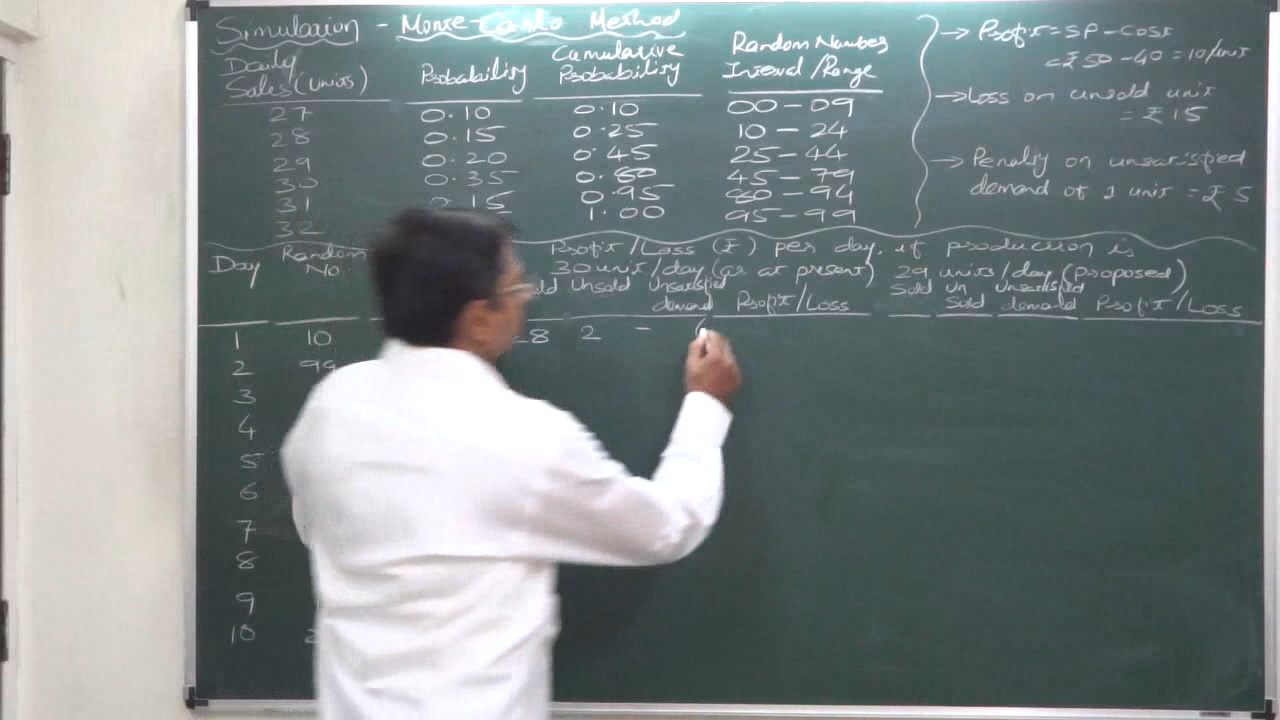 Simulation - Monte-Carlo Method
Daily Sales (units) Probability Cumulative Probability Random Number Interval/Range
27 0.10 0.10 00-09
28 0.15 0.25 10-24
29 0.20 0.45 25-44
30 0.35 0.80 45-79
31 0.15 0.95 80-94
32 1.00 95-99
→ Profit = SP-Cost
= ₹50-40 = 10/unit
→ Loss on unsold unit
= ₹15
→ Penalty on unsatisfied
demand of 1 unit = ₹5
Profit/Loss (₹) per day, if production is
30 unit/day (as at present) 29 units/day (proposed)
Day Random No Unsold Unsatisfied demand Profit/Loss Sold Unsold Unsatisfied demand Profit/Loss
1 10 28 2 -
2 99
3
4
5
6
7
8
9
10